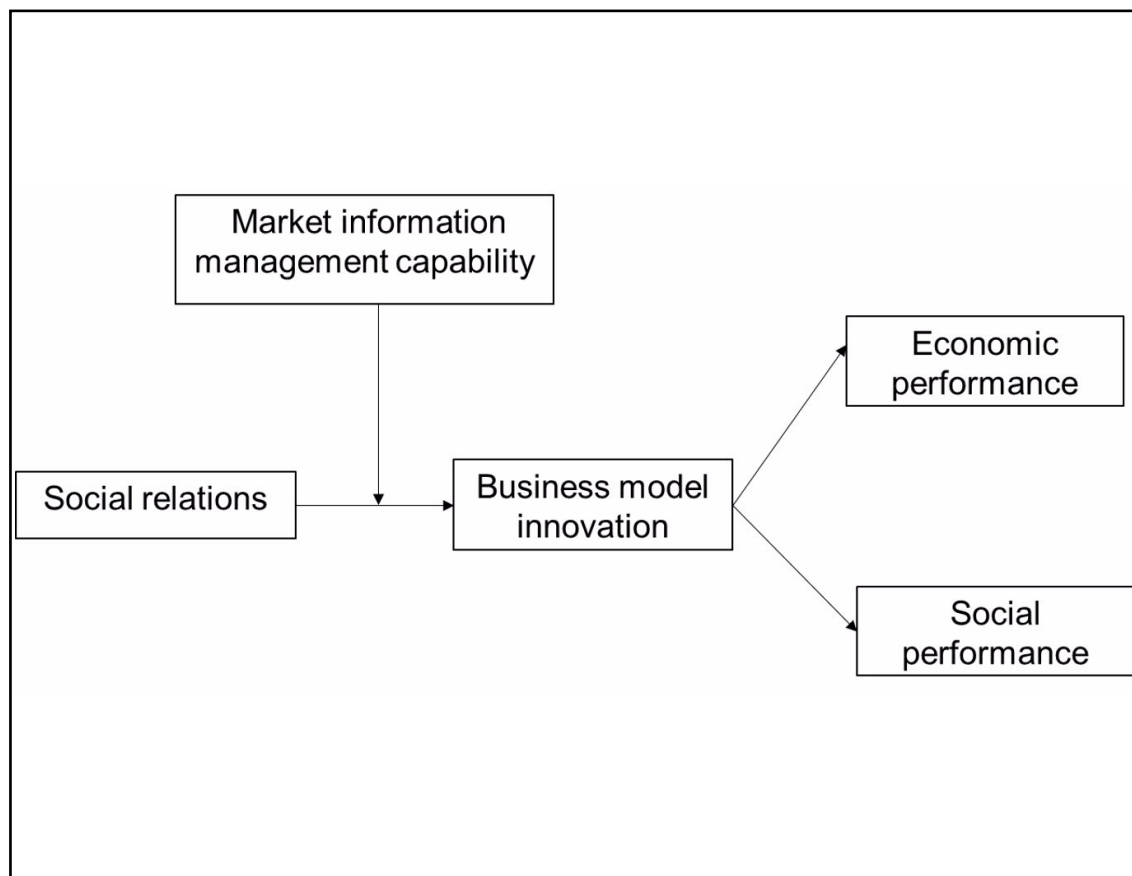 Market information
management capability
Economic
performance
Social relations
Business model
innovation
Social
performance